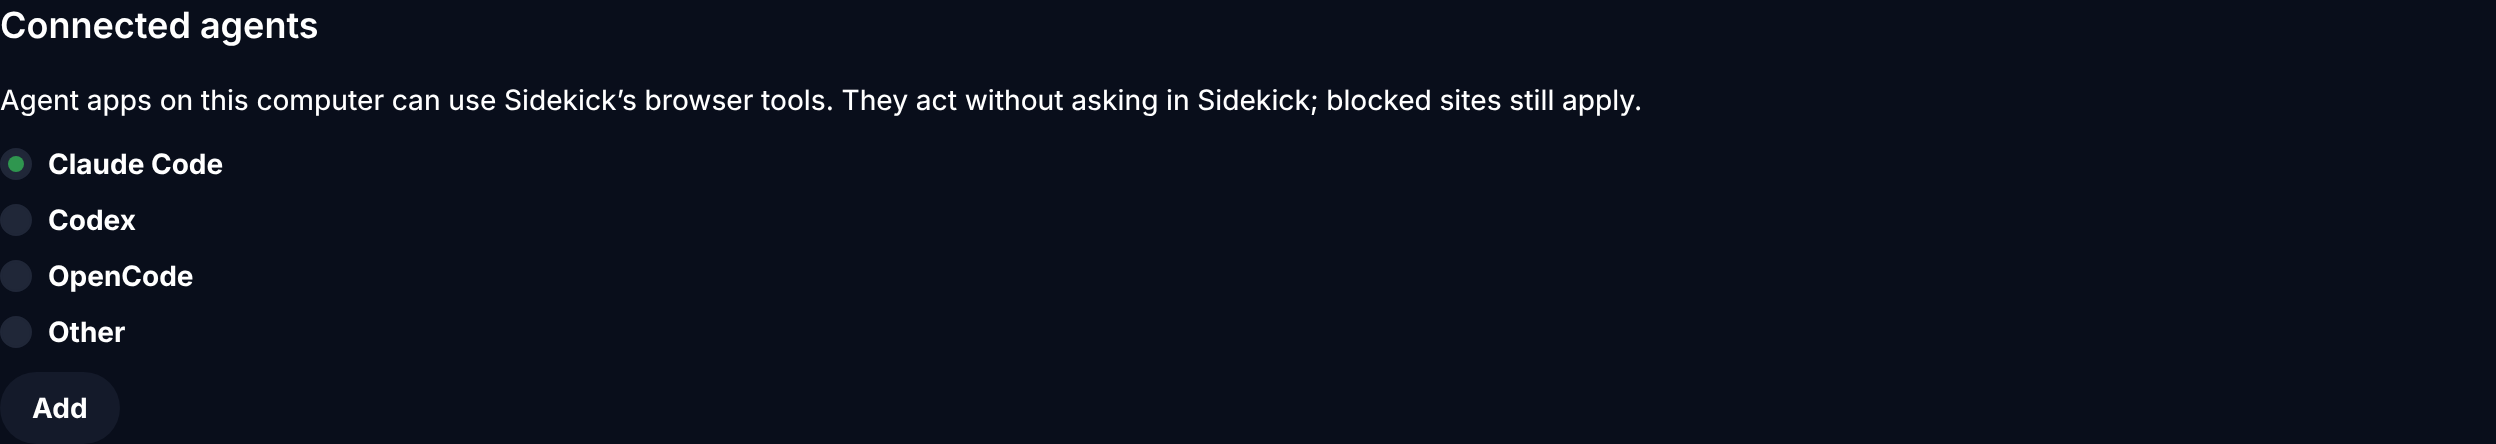 Connected agents
Agent apps on this computer can use Sidekick’s browser tools. They act without asking in Sidekick; blocked sites still apply.
Claude Code
Codex
OpenCode
Other
Add